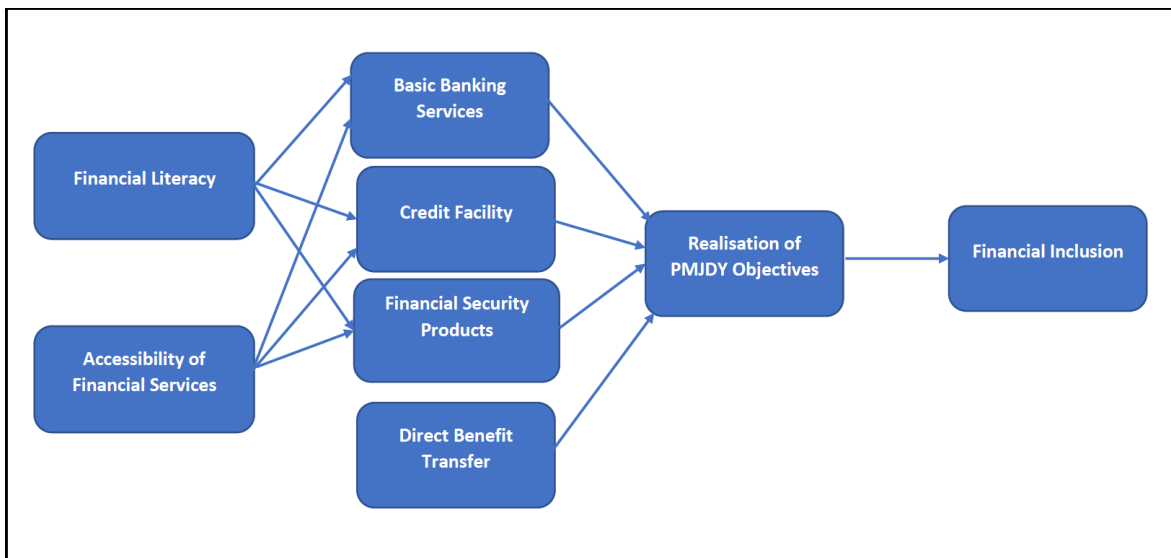 Basic Banking
Services
Financial Literacy
Credit Facility
Realisation of
PMJDY Objectives
Financial Inclusion
Financial Security
Products
Accessibility of
Financial Services
Direct Benefit
Transfer